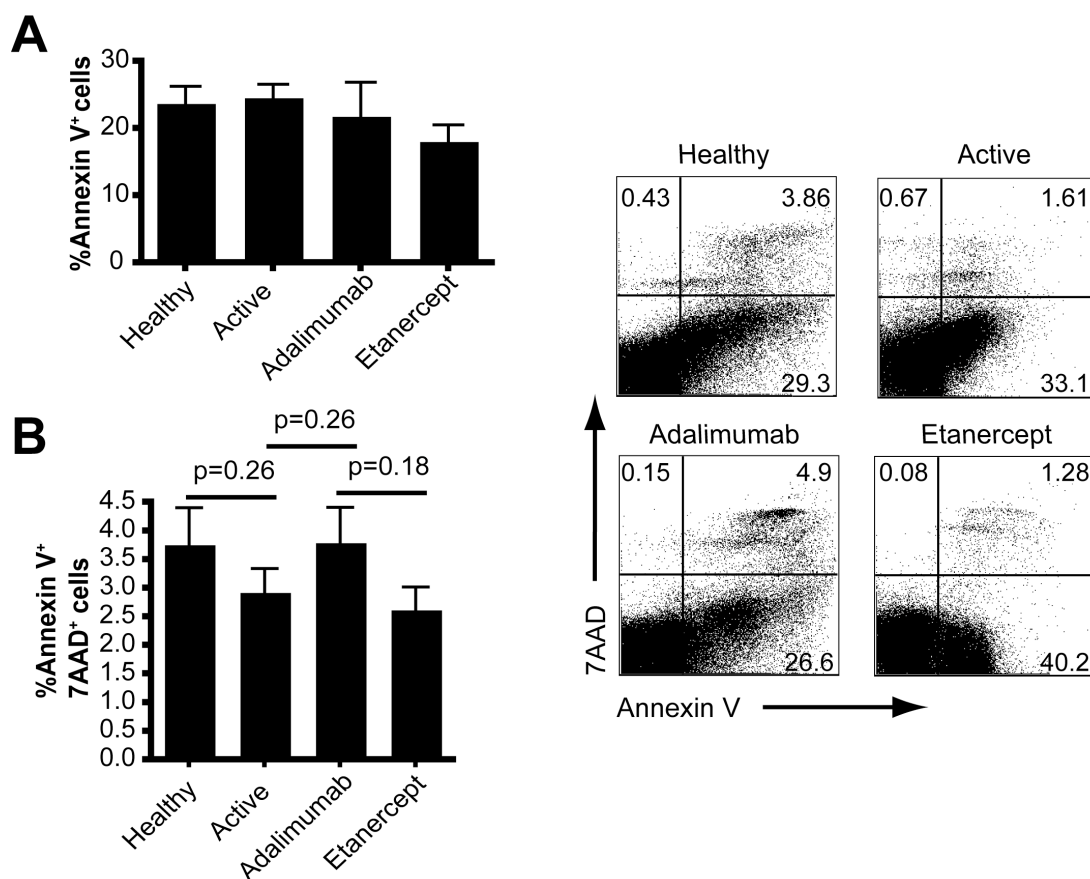 A
%Annexin V+ cells
30
20
10
0
Healthy
Active
Adalimumab
Etanercept
B
p=0.26
p=0.26
p=0.18
%Annexin V+
7AAD+ cells
4.5
4.0
3.5
3.0
2.5
2.0
1.5
1.0
0.5
0.0
Healthy
Active
Adalimumab
Etanercept
Healthy
0.43
3.86
29.3
Active
0.67
1.61
33.1
Adalimumab
0.15
4.9
26.6
Etanercept
0.08
1.28
40.2
7AAD
Annexin V